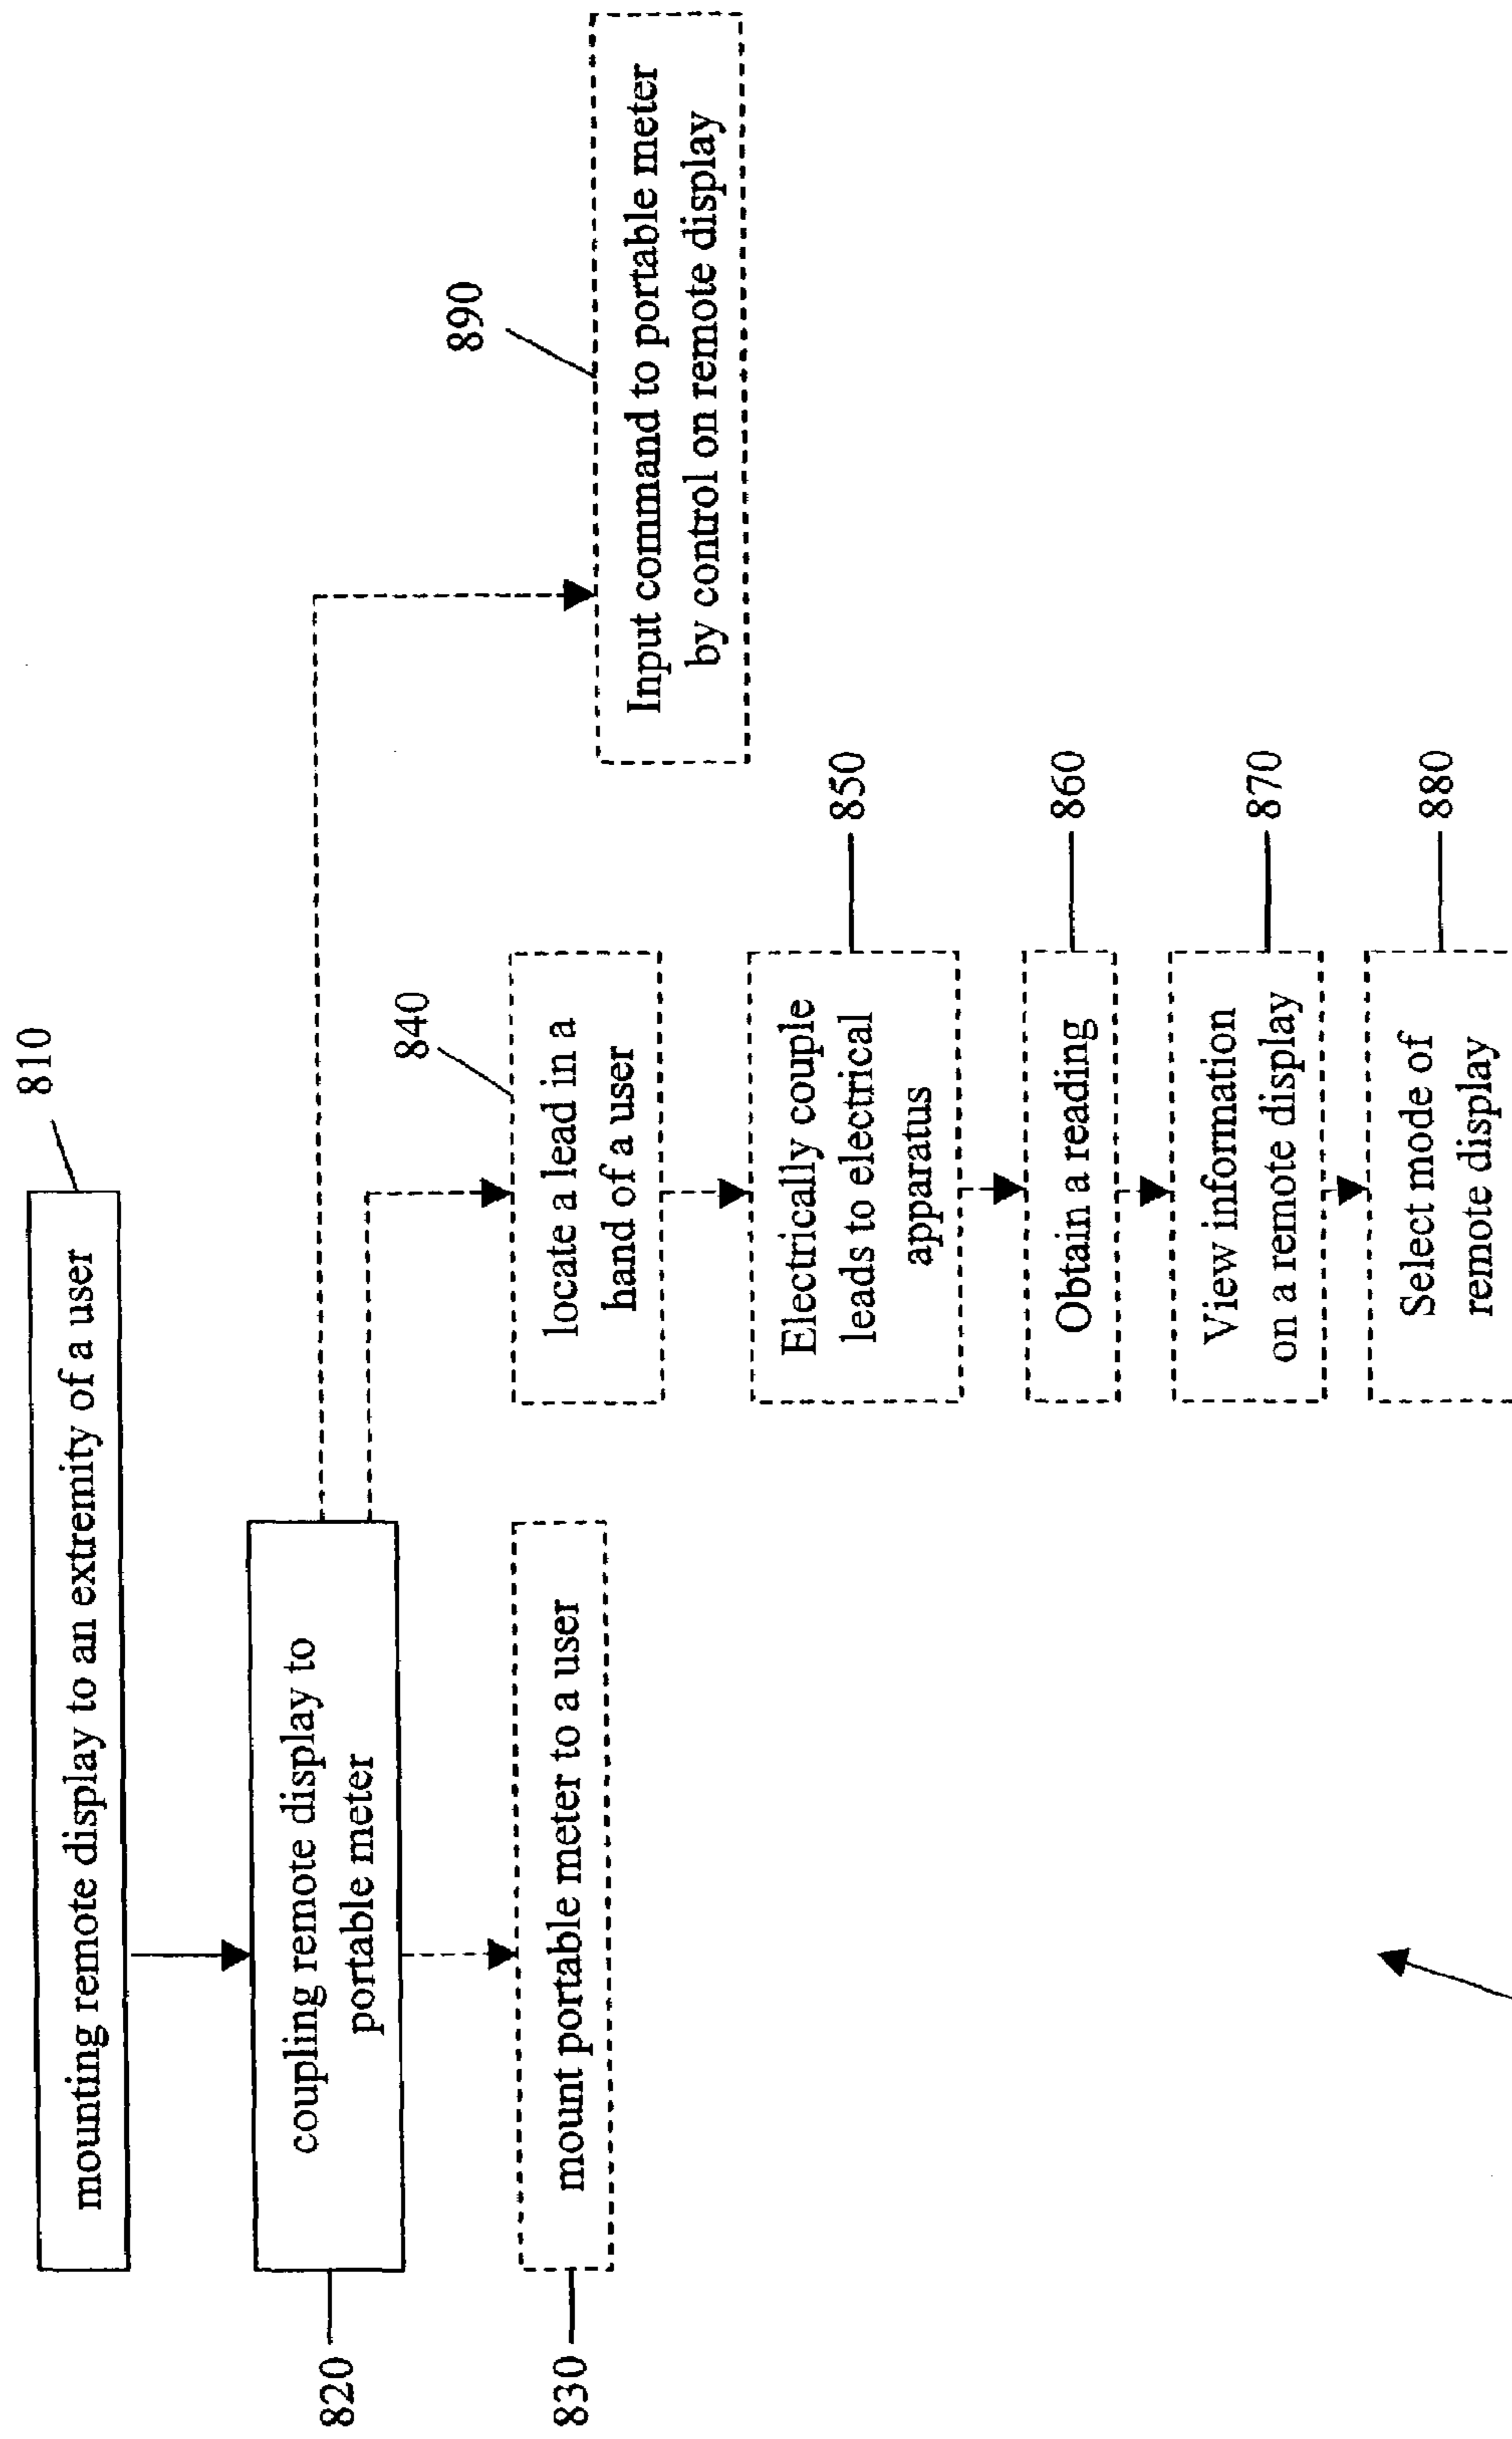 810
mounting remote display to an extremity of a user
820
coupling remote display to
portable meter
830
mount portable meter to a user
840
locate a lead in a
hand of a user
Electrically couple
leads to electrical
apparatus
850
Obtain a reading
860
View information
on a remote display
870
Select mode of
remote display
880
890
Input command to portable meter
by control on remote display